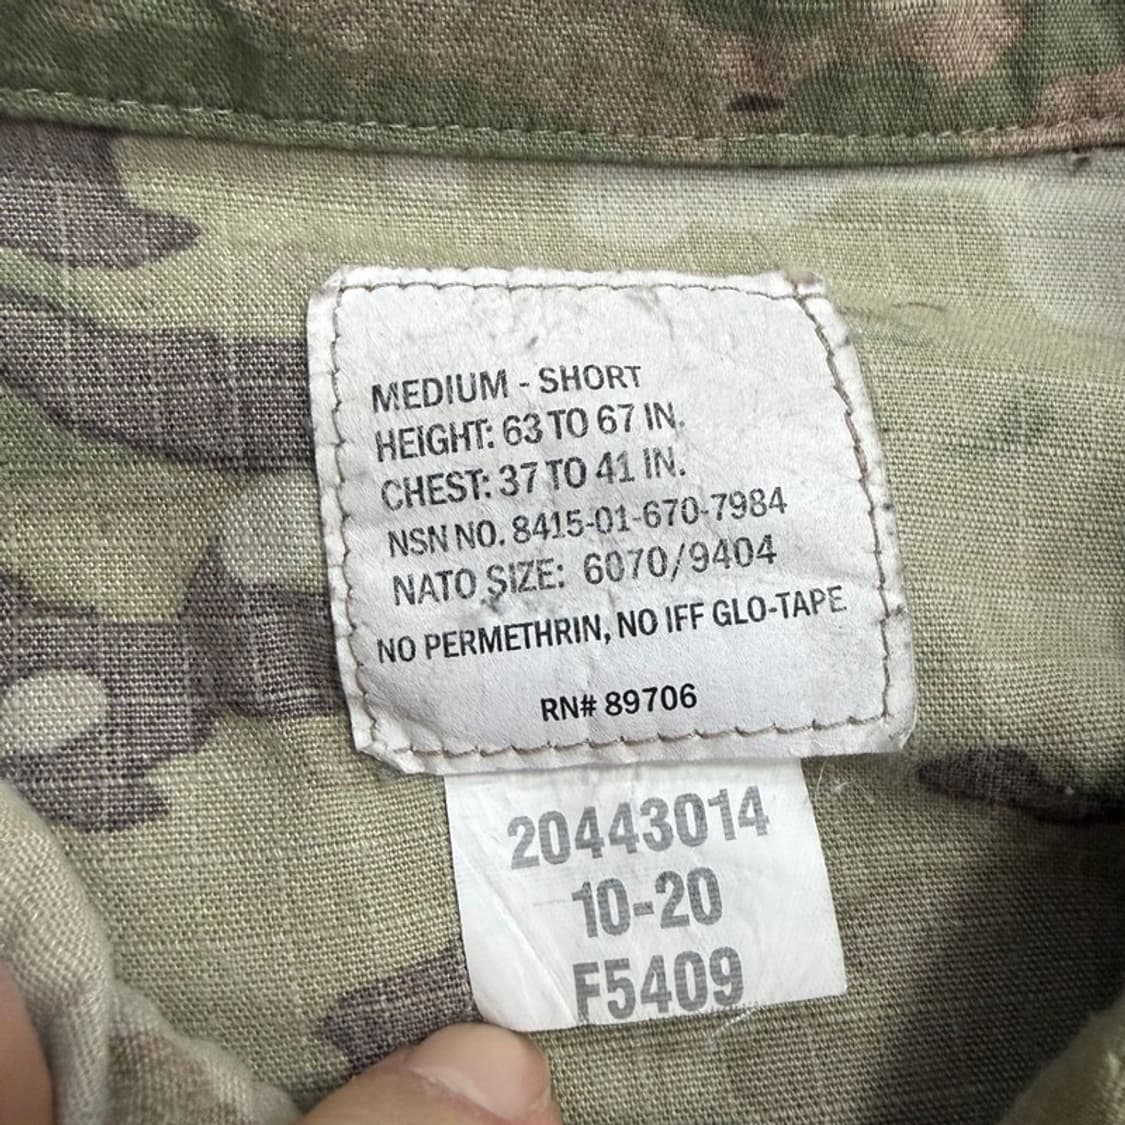 MEDIUM - SHORT
HEIGHT: 63 TO 67 IN.
CHEST: 37 TO 41 IN.
NSN NO. 8415-01-670-7984
NATO SIZE: 6070/9404
NO PERMETHRIN, NO IFF GLO-TAPE
RN# 89706
20443014
10-20
F5409